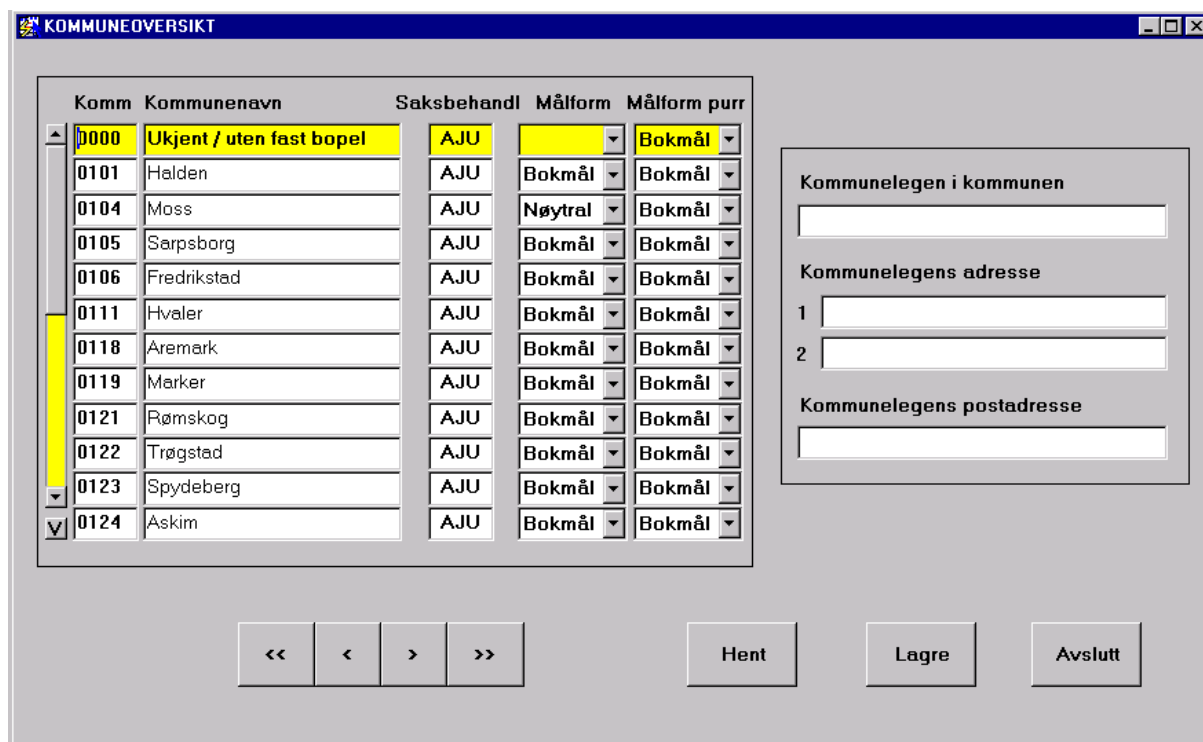 KOMMUNEOVERSIKT
Komm Kommunenavn Saksbehandl Målform Målform purr
0000 Ukjent / uten fast bopel AJU Bokmål
0101 Halden AJU Bokmål Bokmål
0104 Moss AJU Nøytral Bokmål
0105 Sarpsborg AJU Bokmål Bokmål
0106 Fredrikstad AJU Bokmål Bokmål
0111 Hvaler AJU Bokmål Bokmål
0118 Aremark AJU Bokmål Bokmål
0119 Marker AJU Bokmål Bokmål
0121 Rømskog AJU Bokmål Bokmål
0122 Trøgstad AJU Bokmål Bokmål
0123 Spydeberg AJU Bokmål Bokmål
V 0124 Askim AJU Bokmål Bokmål
Kommunelegen i kommunen
Kommunelegens adresse
1
2
Kommunelegens postadresse
<< < > >> Hent Lagre Avslutt